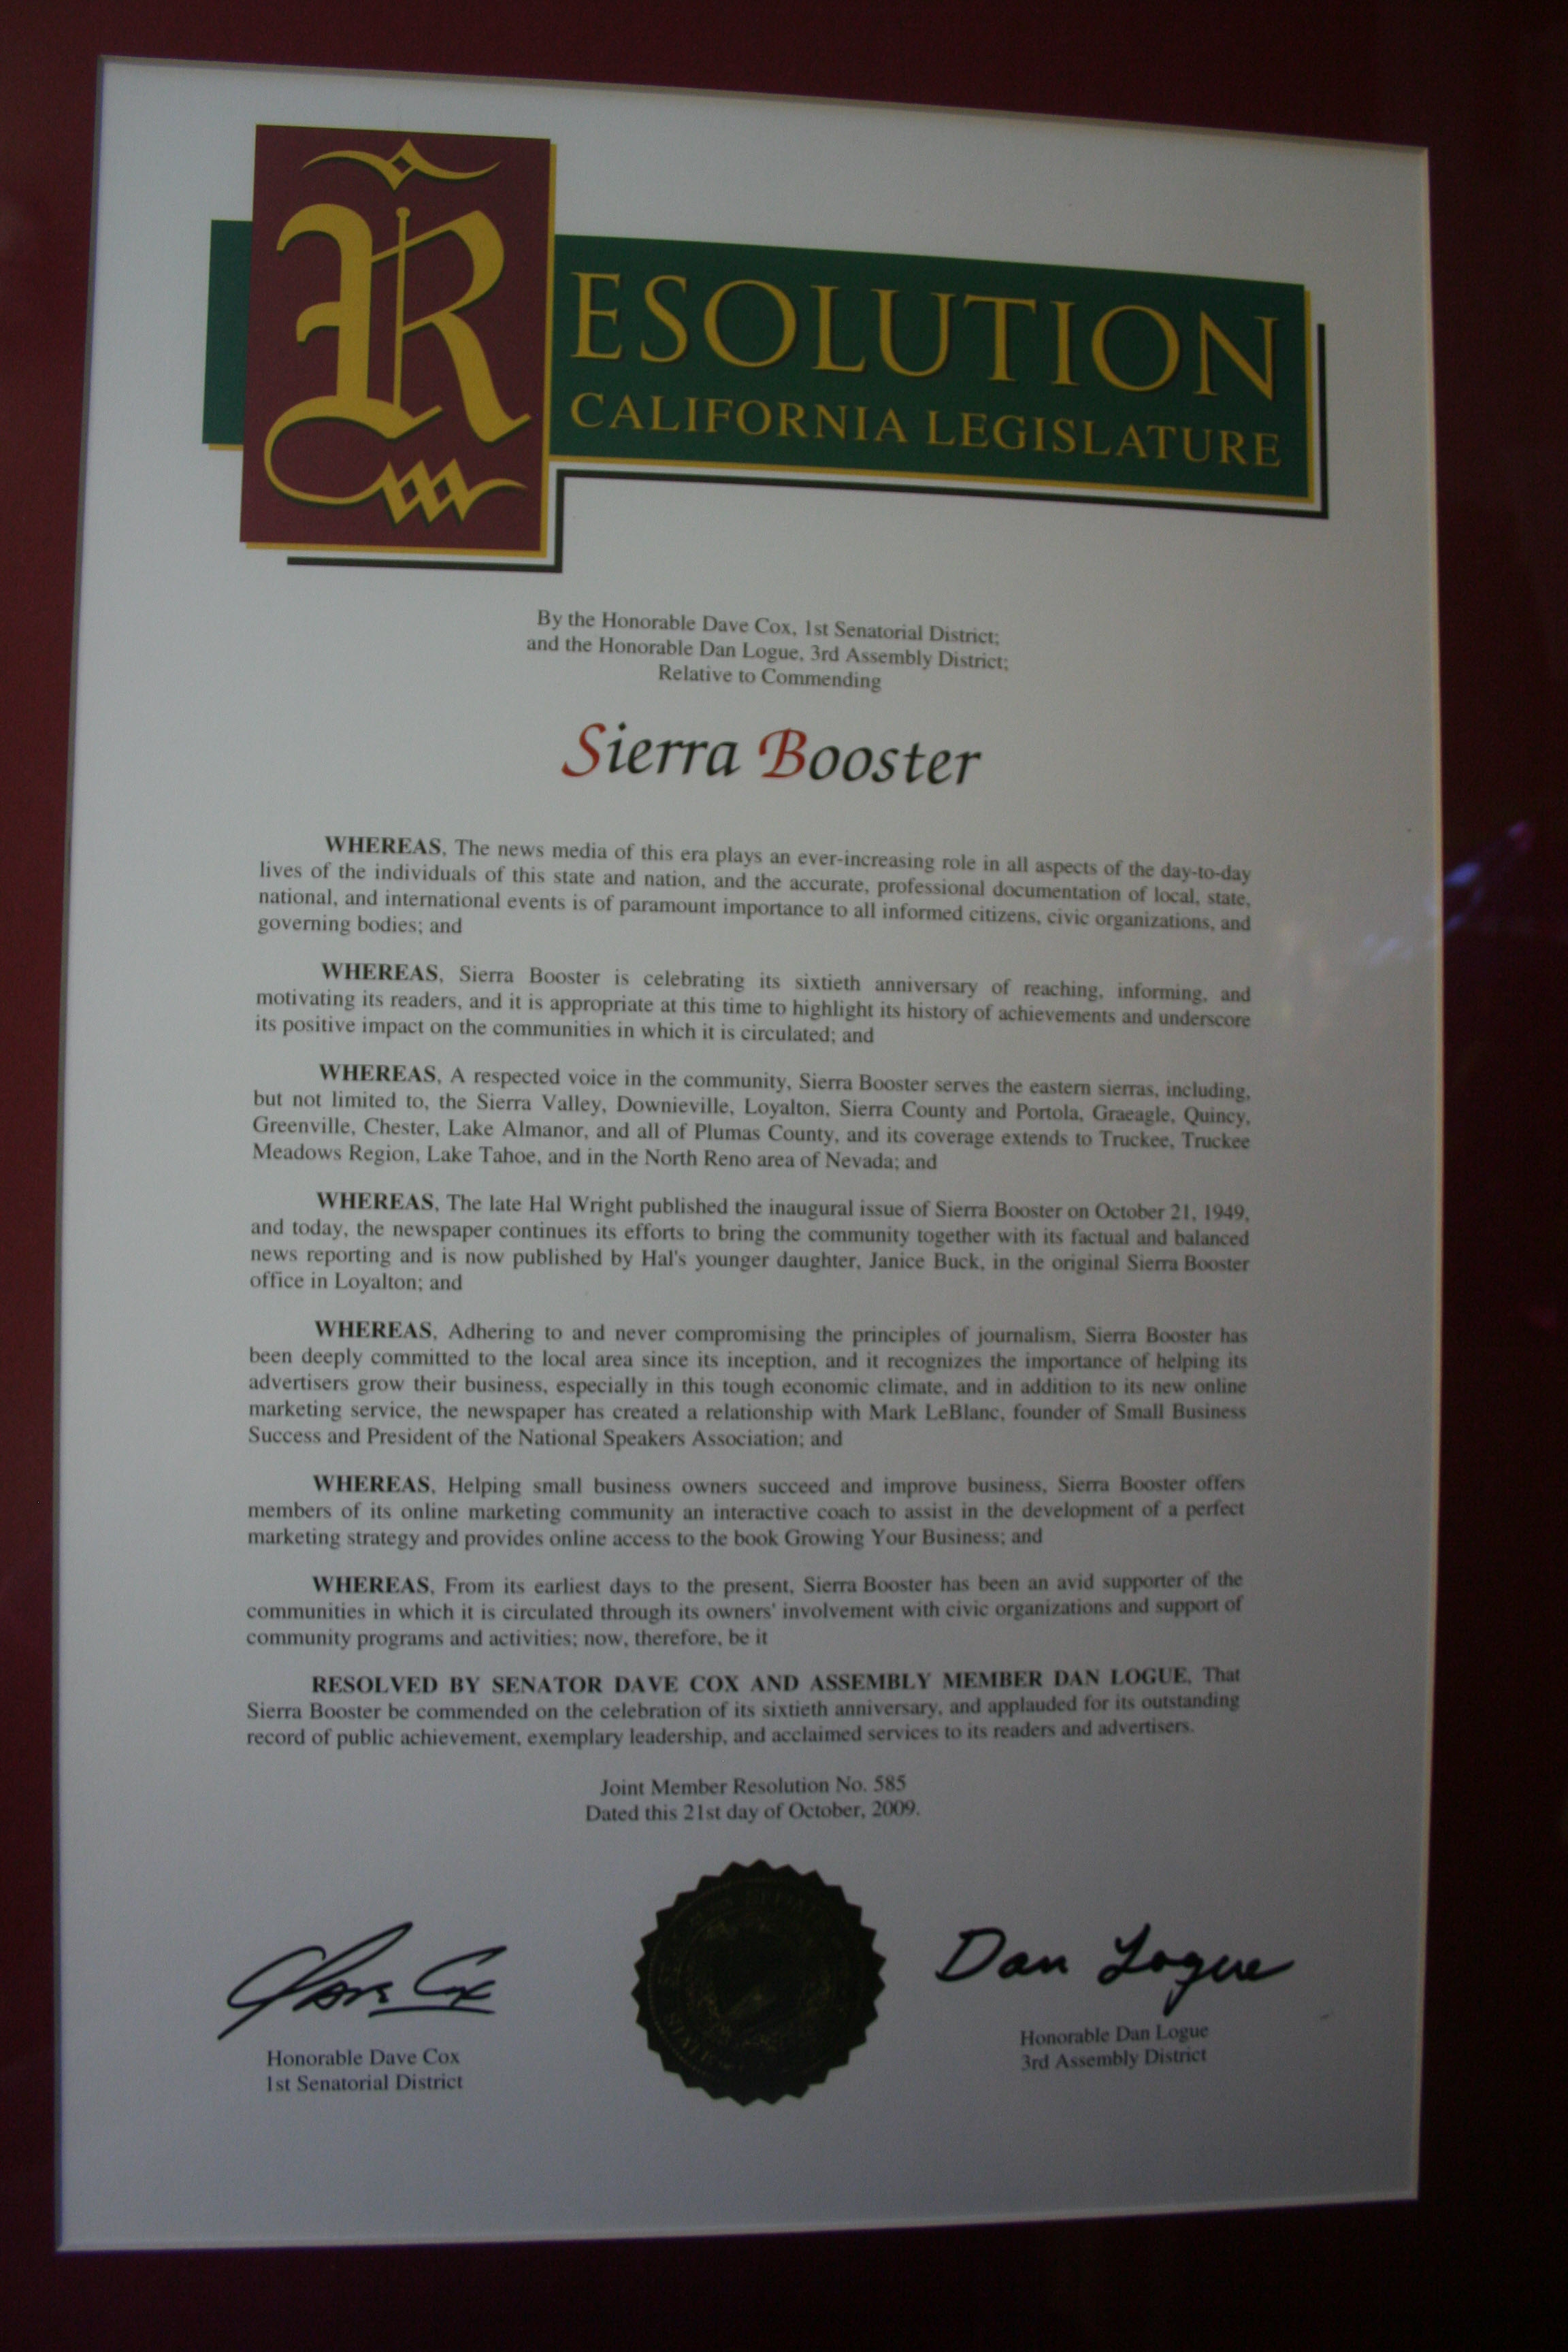 RESOLUTION
CALIFORNIA LEGISLATURE
By the Honorable Dave Cox, 1st Senatorial District;
and the Honorable Dan Logue, 3rd Assembly District;
Relative to Commending
Sierra Booster
WHEREAS, The news media of this era plays an ever-increasing role in all aspects of the day-to-day
lives of the individuals of this state and nation, and the accurate, professional documentation of local, state,
national, and international events is of paramount importance to all informed citizens, civic organizations, and
governing bodies; and
WHEREAS, Sierra Booster is celebrating its sixtieth anniversary of reaching, informing, and
motivating its readers, and it is appropriate at this time to highlight its history of achievements and underscore
its positive impact on the communities in which it is circulated; and
WHEREAS, A respected voice in the community, Sierra Booster serves the eastern sierras, including,
but not limited to, the Sierra Valley, Downieville, Loyalton, Sierra County and Portola, Graeagle, Quincy,
Greenville, Chester, Lake Almanor, and all of Plumas County, and its coverage extends to Truckee, Truckee
Meadows Region, Lake Tahoe, and in the North Reno area of Nevada; and
WHEREAS, The late Hal Wright published the inaugural issue of Sierra Booster on October 21, 1949,
and today, the newspaper continues its efforts to bring the community together with its factual and balanced
news reporting and is now published by Hal's younger daughter, Janice Buck, in the original Sierra Booster
office in Loyalton; and
WHEREAS, Adhering to and never compromising the principles of journalism, Sierra Booster has
been deeply committed to the local area since its inception, and it recognizes the importance of helping its
advertisers grow their business, especially in this tough economic climate, and in addition to its new online
marketing service, the newspaper has created a relationship with Mark LeBlanc, founder of Small Business
Success and President of the National Speakers Association; and
WHEREAS, Helping small business owners succeed and improve business, Sierra Booster offers
members of its online marketing community an interactive coach to assist in the development of a perfect
marketing strategy and provides online access to the book Growing Your Business; and
WHEREAS, From its earliest days to the present, Sierra Booster has been an avid supporter of the
communities in which it is circulated through its owners' involvement with civic organizations and support of
community programs and activities; now, therefore, be it
RESOLVED BY SENATOR DAVE COX AND ASSEMBLY MEMBER DAN LOGUE, That
Sierra Booster be commended on the celebration of its sixtieth anniversary, and applauded for its outstanding
record of public achievement, exemplary leadership, and acclaimed services to its readers and advertisers.
Joint Member Resolution No. 585
Dated this 21st day of October, 2009.
Dave Cox
Dan Logue
Honorable Dave Cox
1st Senatorial District
Honorable Dan Logue
3rd Assembly District